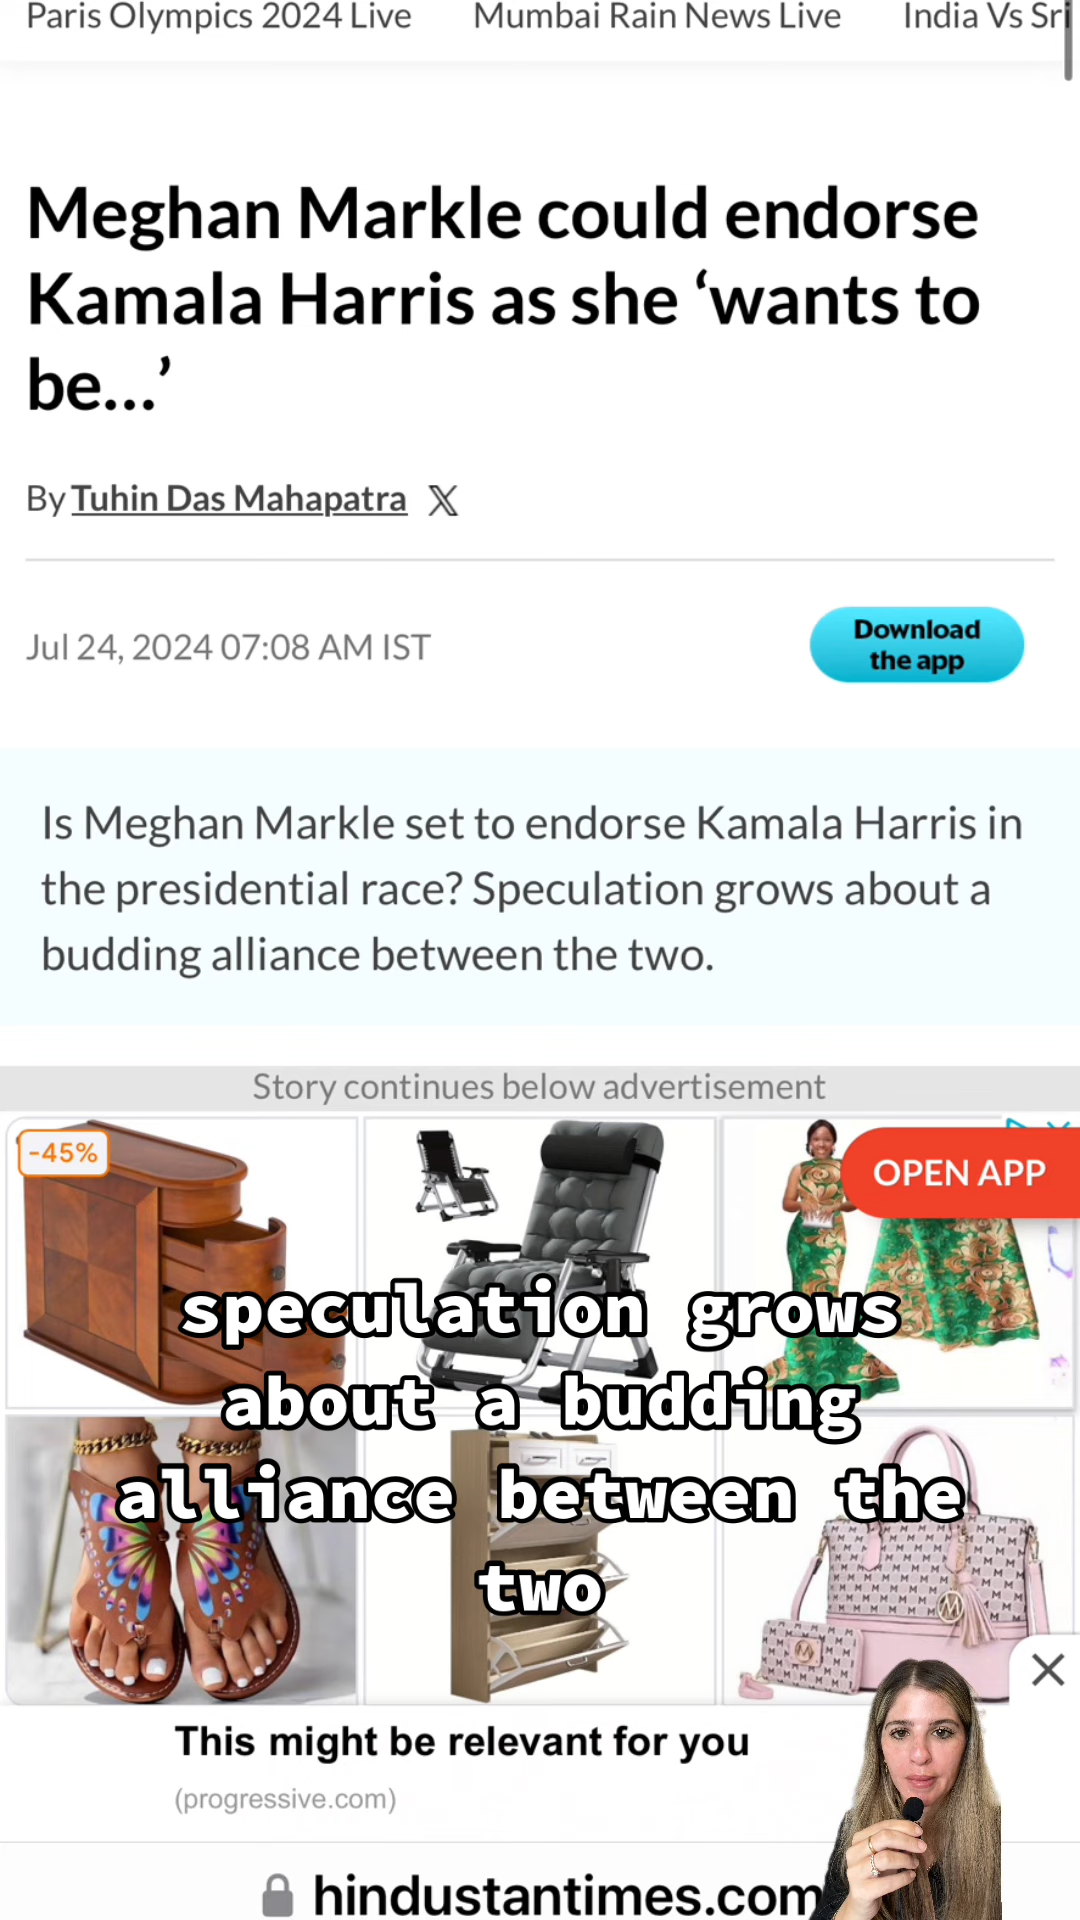 Paris Olympics 2024 Live Mumbai Rain News Live India Vs Sri
Meghan Markle could endorse
Kamala Harris as she ‘wants to
be...’
By Tuhin Das Mahapatra X
Jul 24, 2024 07:08 AM IST
Download
the app
Is Meghan Markle set to endorse Kamala Harris in
the presidential race? Speculation grows about a
budding alliance between the two.
Story continues below advertisement
-45%
OPEN APP
speculation grows
about a budding
alliance between the
two
This might be relevant for you
(progressive.com)
hindustantimes.com